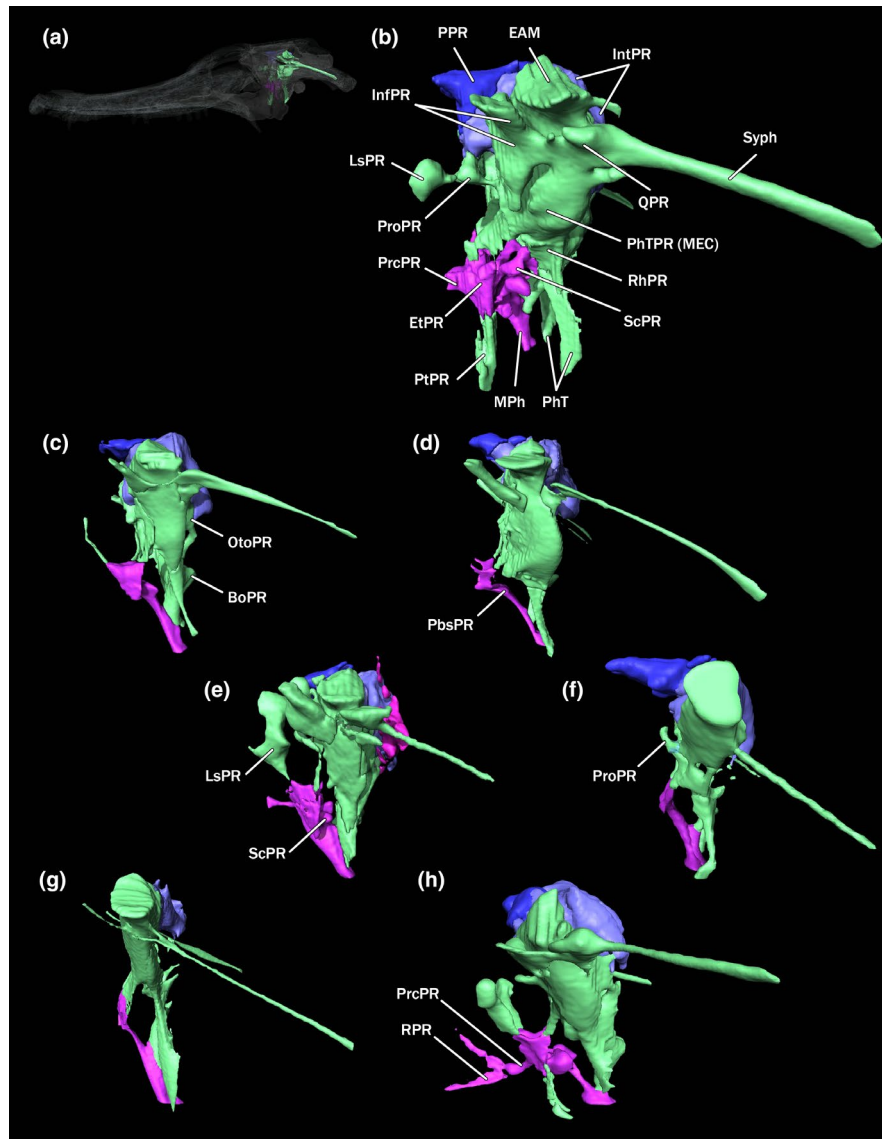 (a)
(b)
PPR
EAM
IntPR
InfPR
Syph
LsPR
QPR
ProPR
PhTPR (MEC)
PrcPR
RhPR
EtPR
ScPR
PtPR
MPh
PhT
(c)
(d)
OtoPR
BoPR
PbsPR
(e)
(f)
LsPR
ProPR
ScPR
(g)
(h)
PrcPR
RPR